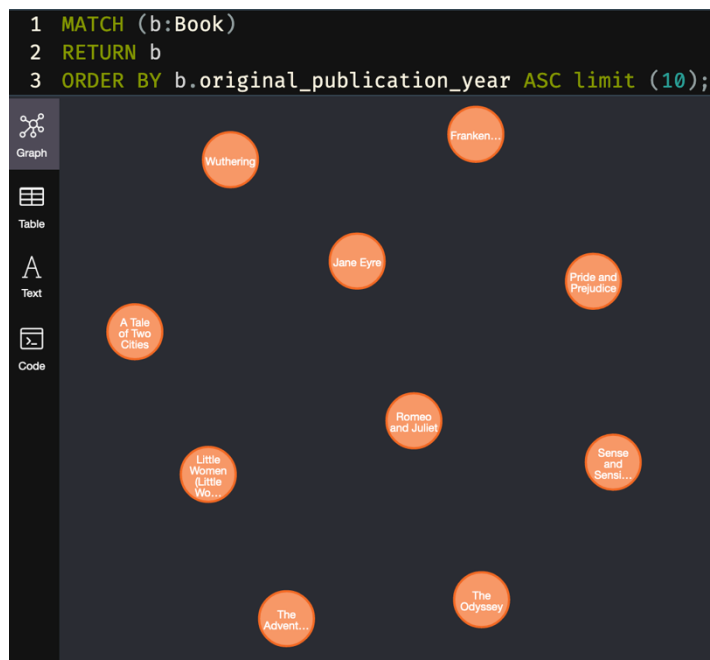 1 MATCH (b:Book)
2 RETURN b
3 ORDER BY b.original_publication_year ASC limit (10);
Graph
Table
Text
Code
Franken...
Wuthering
Jane Eyre
Pride and
Prejudice
A Tale
of Two
Cities
Romeo
and Juliet
Little
Women
(Little
Wo...
Sense
and
Sensi...
The
Odyssey
The
Advent...